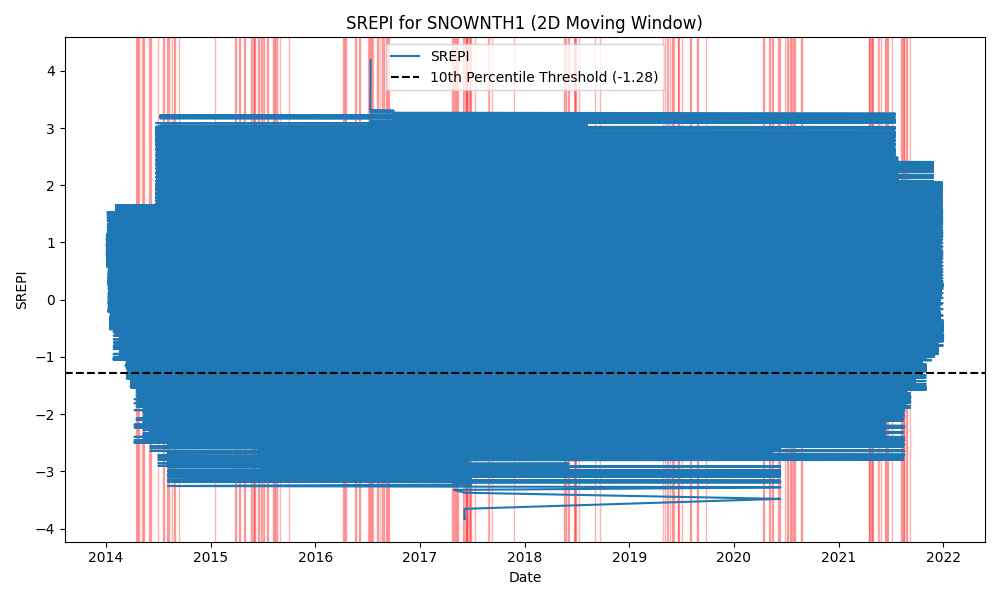 SREPI for SNOWNTH1 (2D Moving Window)
SREPI
10th Percentile Threshold (-1.28)
SREPI
4
3
2
1
0
−1
−2
−3
−4
2014 2015 2016 2017 2018 2019 2020 2021 2022
Date